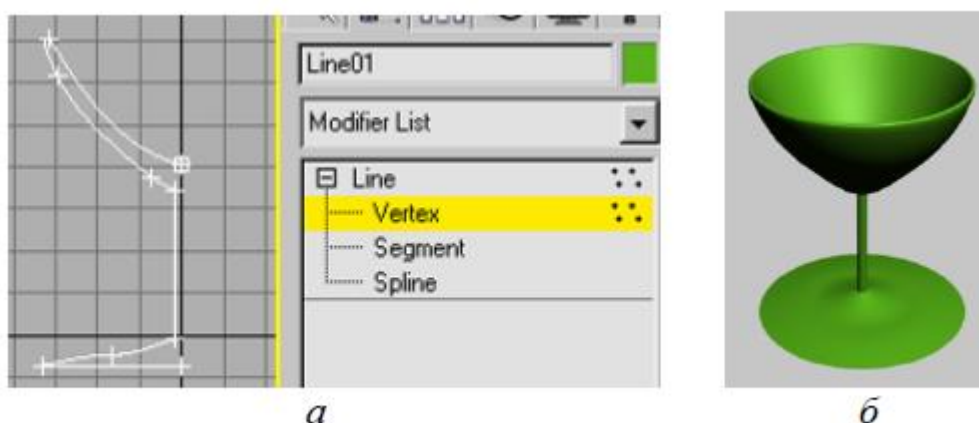 Line01
Modifier List
Line
Vertex
Segment
Spline
а
б